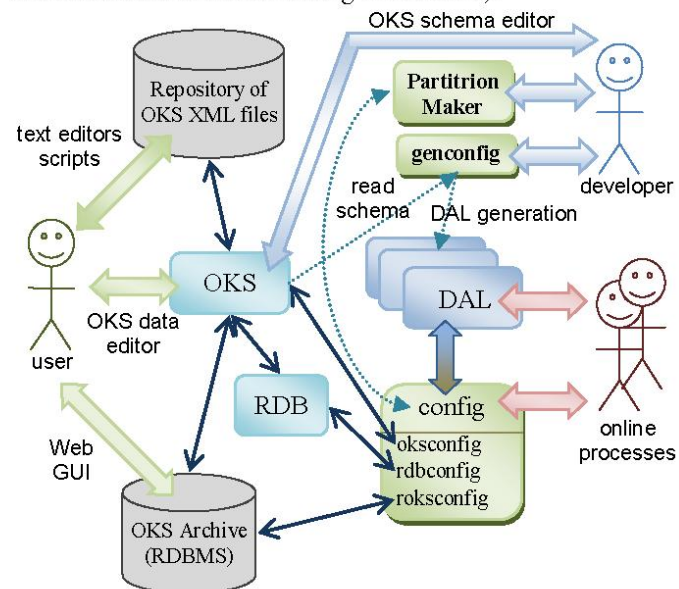 OKS schema editor
Repository of
OKS XML files
Partitrion
Maker
text editors
scripts
genconfig
read
schema
developer
DAL generation
OKS
DAL
OKS data
editor
user
RDB
config
online
processes
oksconfig
rdbconfig
roksconfig
Web
GUI
OKS Archive
(RDBMS)